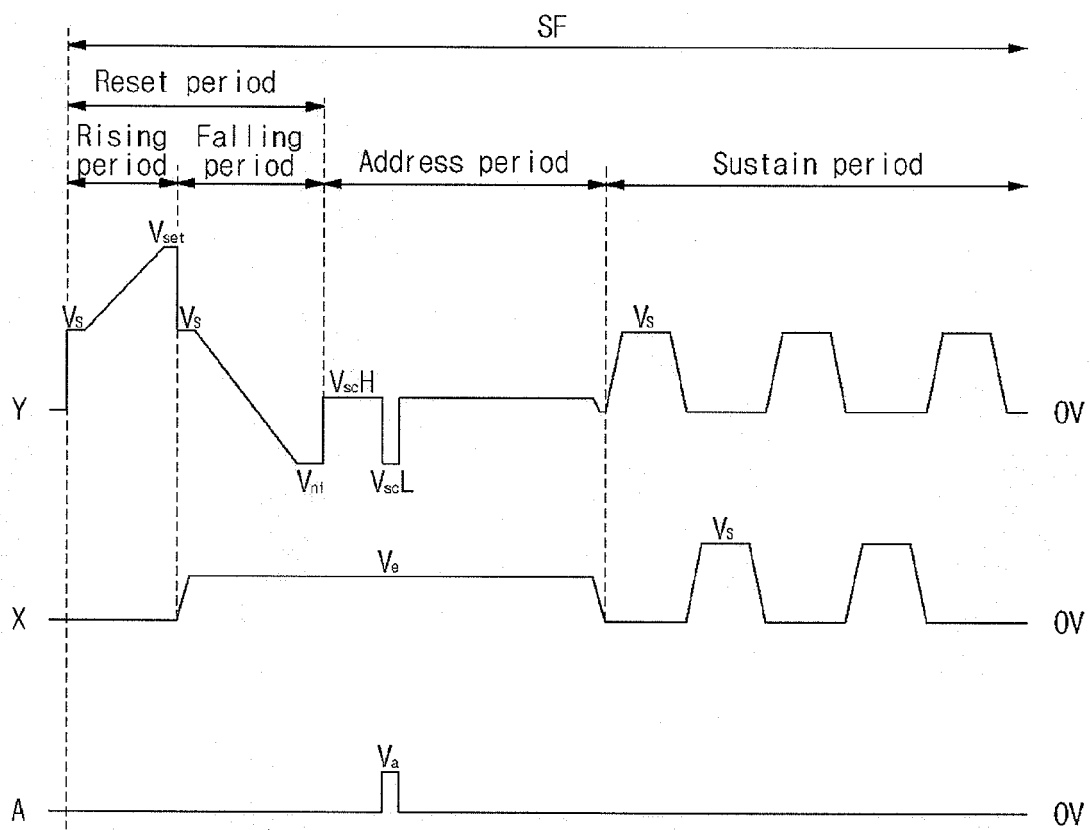 SF
Reset period
Rising period
Falling period
Address period
Sustain period
Vset
Vs
Vs
Vs
VscH
Y
0V
Vnf
VscL
Vs
Ve
X
0V
Va
A
0V